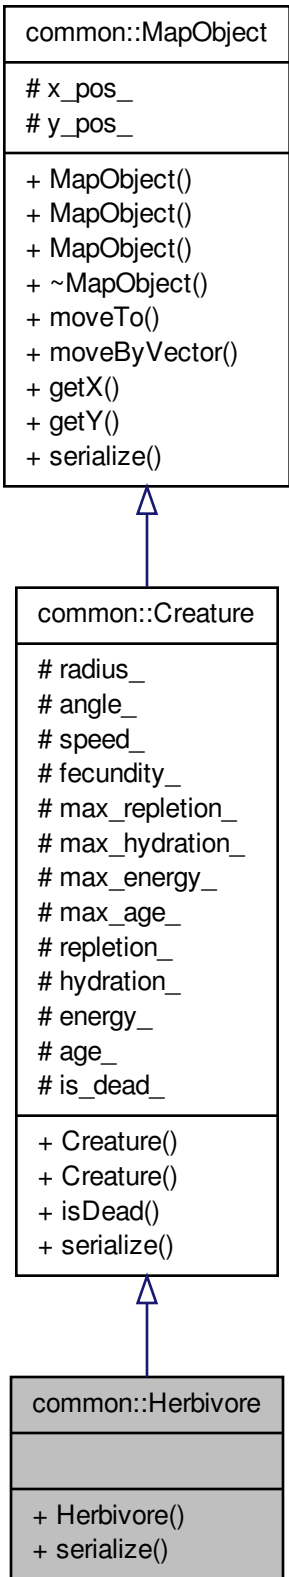 common::MapObject
# x_pos_
# y_pos_
+ MapObject()
+ MapObject()
+ MapObject()
+ ~MapObject()
+ moveTo()
+ moveByVector()
+ getX()
+ getY()
+ serialize()
common::Creature
# radius_
# angle_
# speed_
# fecundity_
# max_repletion_
# max_hydration_
# max_energy_
# max_age_
# repletion_
# hydration_
# energy_
# age_
# is_dead_
+ Creature()
+ Creature()
+ isDead()
+ serialize()
common::Herbivore
+ Herbivore()
+ serialize()